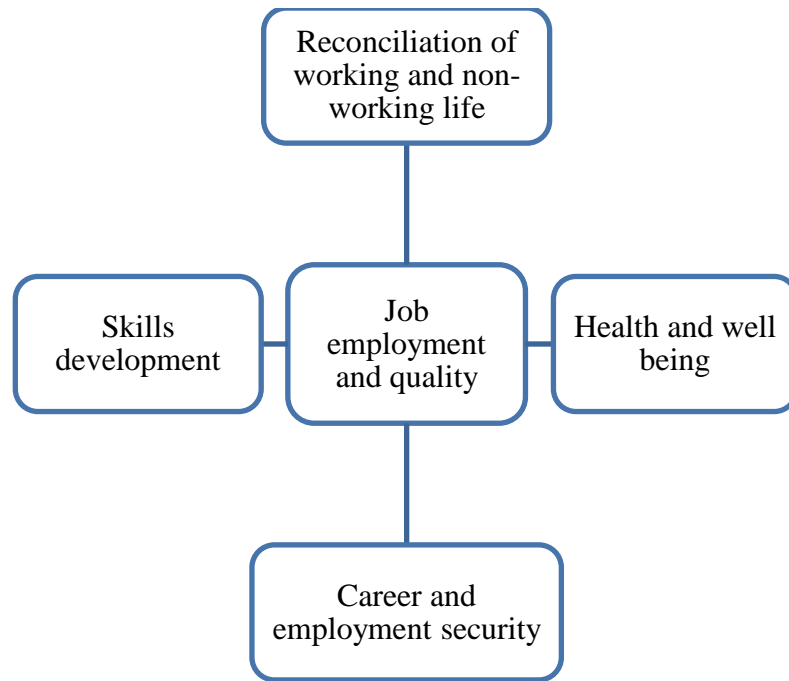 Reconciliation of
working and non-
working life
Skills
development
Job
employment
and quality
Health and well
being
Career and
employment security